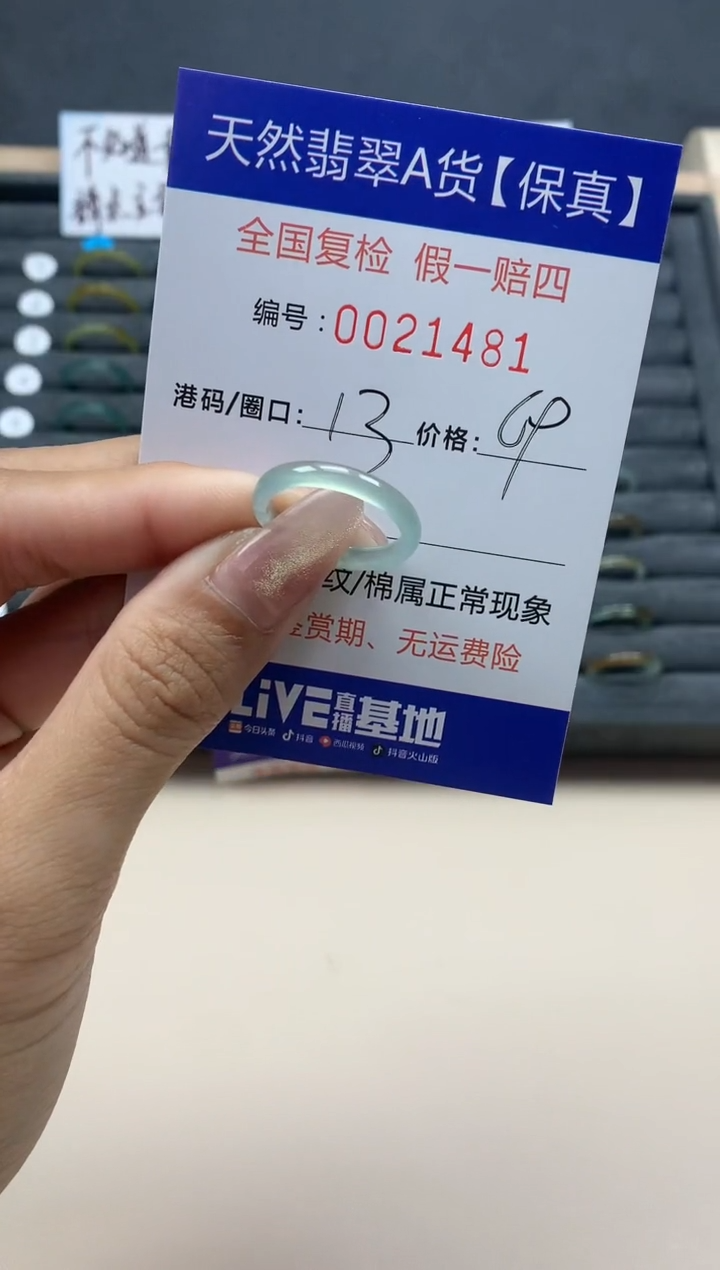 天然翡翠A货【保真】
全国复检 假一赔四
编号：0021481
港码/圈口：13 价格：69
纹/棉属正常现象
赏期、无运费险
LiVE直播基地
今日头条 抖音 西瓜视频 抖音火山版